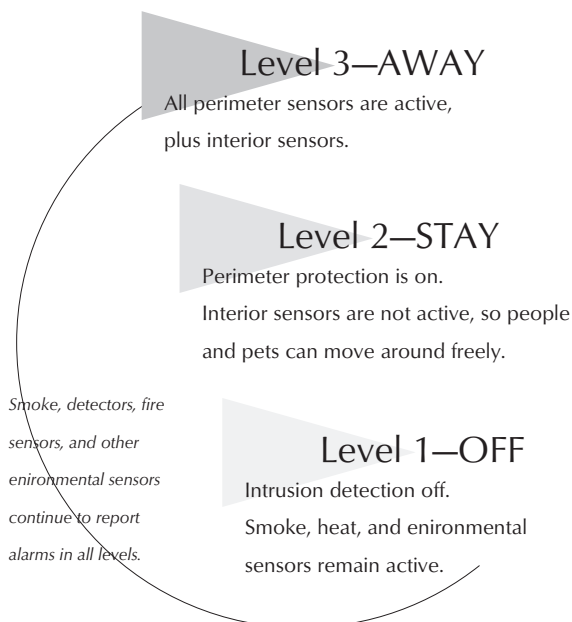 Level 3—AWAY
All perimeter sensors are active,
plus interior sensors.
Level 2—STAY
Perimeter protection is on.
Interior sensors are not active, so people
and pets can move around freely.
Smoke, detectors, fire
sensors, and other
enironmental sensors
continue to report
alarms in all levels.
Level 1—OFF
Intrusion detection off.
Smoke, heat, and enironmental
sensors remain active.